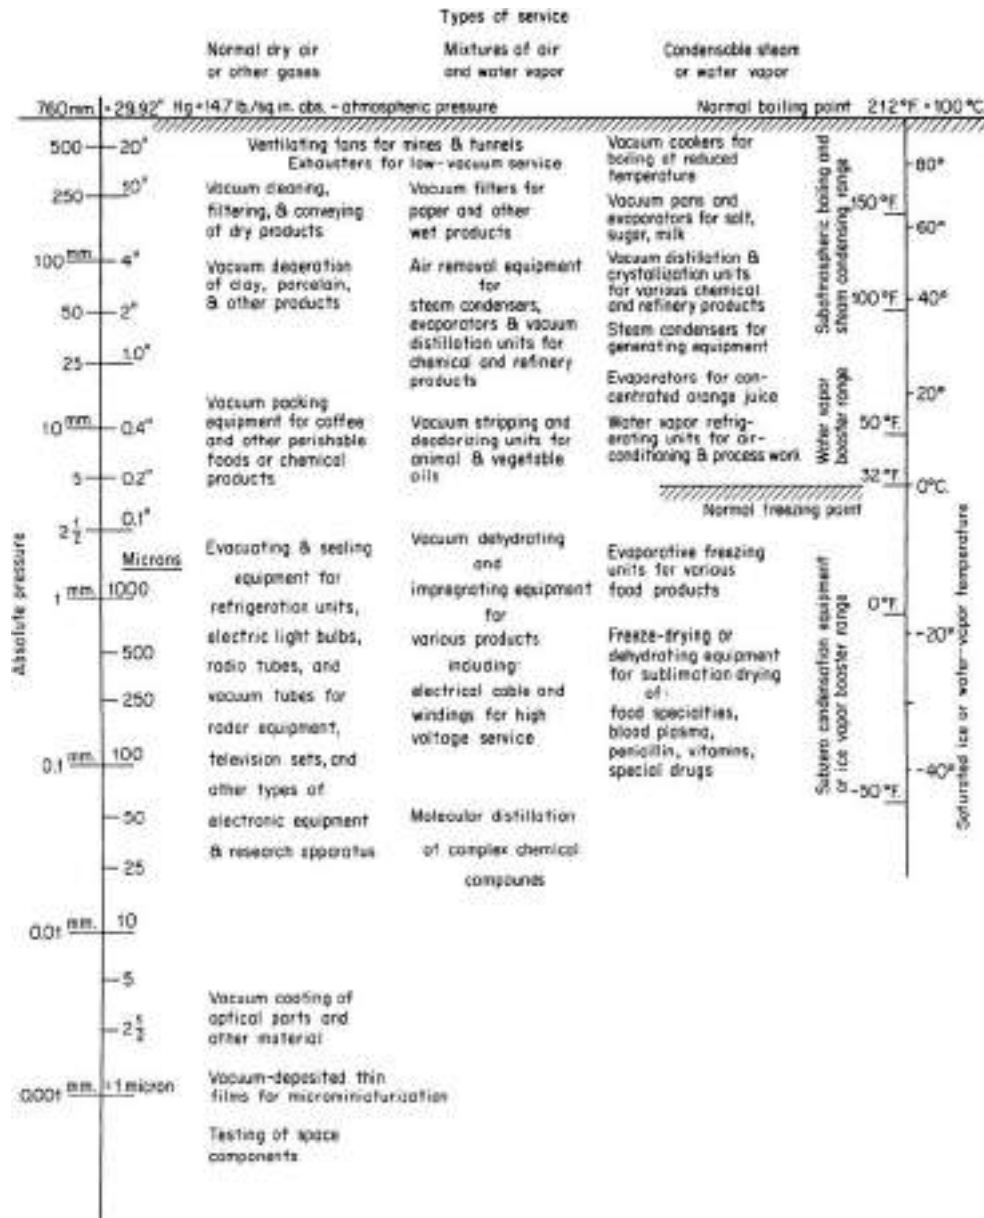 Types of service
Normal dry air
or other gases
Mixtures of air
and water vapor
Condensable steam
or water vapor
760 mm. = 29.92" Hg = 14.7 lb./sq in. abs. - atmospheric pressure
Normal boiling point 212°F. = 100°C
500 20"
250 10"
100 mm. 4"
50 2"
25 1.0"
10 mm. 0.4"
5 0.2"
2 1/2 0.1"
Microns
1 mm. 1000
500
250
0.1 mm. 100
50
25
0.01 mm. 10
5
0.001 mm. = 1 micron
Absolute pressure
Ventilating fans for mines & tunnels
Exhausters for low-vacuum service
Vacuum cleaning,
filtering, & conveying
of dry products
Vacuum deaeration
of clay, porcelain,
& other products
Vacuum packing
equipment for coffee
and other perishable
foods or chemical
products
Evacuating & sealing
equipment for
refrigeration units,
electric light bulbs,
radio tubes, and
vacuum tubes for
radar equipment,
television sets, and
other types of
electronic equipment
& research apparatus
Vacuum coating of
optical parts and
other material
Vacuum-deposited thin
films for microminiaturization
Testing of space
components
Vacuum filters for
paper and other
wet products
Air removal equipment
for
steam condensers,
evaporators & vacuum
distillation units for
chemical and refinery
products
Vacuum stripping and
deodorizing units for
animal & vegetable
oils
Vacuum dehydrating
and
impregrating equipment
for
various products
including:
electrical cable and
windings for high
voltage service
Molecular distillation
of complex chemical
compounds
Vacuum cookers for
boiling at reduced
temperature
Vacuum pans and
evaporators for salt,
sugar, milk
Vacuum distillation &
crystallization units
for various chemical
and refinery products
Steam condensers for
generating equipment
Evaporators for con-
centrated orange juice
Water vapor refrig-
erating units for air-
conditioning & process work
Normal freezing point
Evaporative freezing
units for various
food products
Freeze-drying or
dehydrating equipment
for sublimation drying
of:
food specialties,
blood plasma,
penicillin, vitamins,
special drugs
Subatmospheric boiling and
steam condensing range
Water vapor
booster range
Subzero condensation equipment
or ice vapor booster range
150°F.
100°F.
50°F.
32°F.
0°F.
-50°F.
80°
60°
40°
20°
0°C.
-20°
-40°
Saturated ice or water-vapor temperature